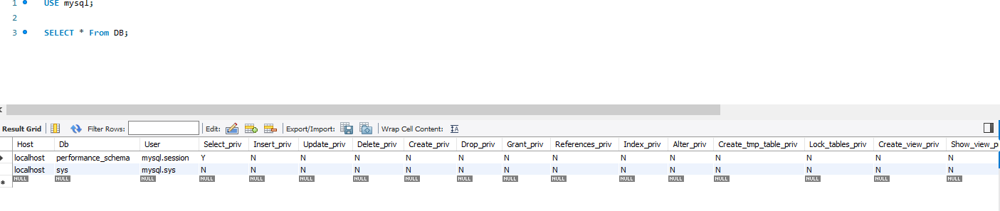 1 USE mysql;
2
3 SELECT * From DB;
Result Grid Filter Rows: Edit: Export/Import: Wrap Cell Content:
Host Db User Select_priv Insert_priv Update_priv Delete_priv Create_priv Drop_priv Grant_priv References_priv Index_priv Alter_priv Create_tmp_table_priv Lock_tables_priv Create_view_priv Show_view_p
localhost performance_schema mysql.session Y N N N N N N N N N N N N N
localhost sys mysql.sys N N N N N N N N N N N N N N
NULL NULL NULL NULL NULL NULL NULL NULL NULL NULL NULL NULL NULL NULL NULL NULL NULL